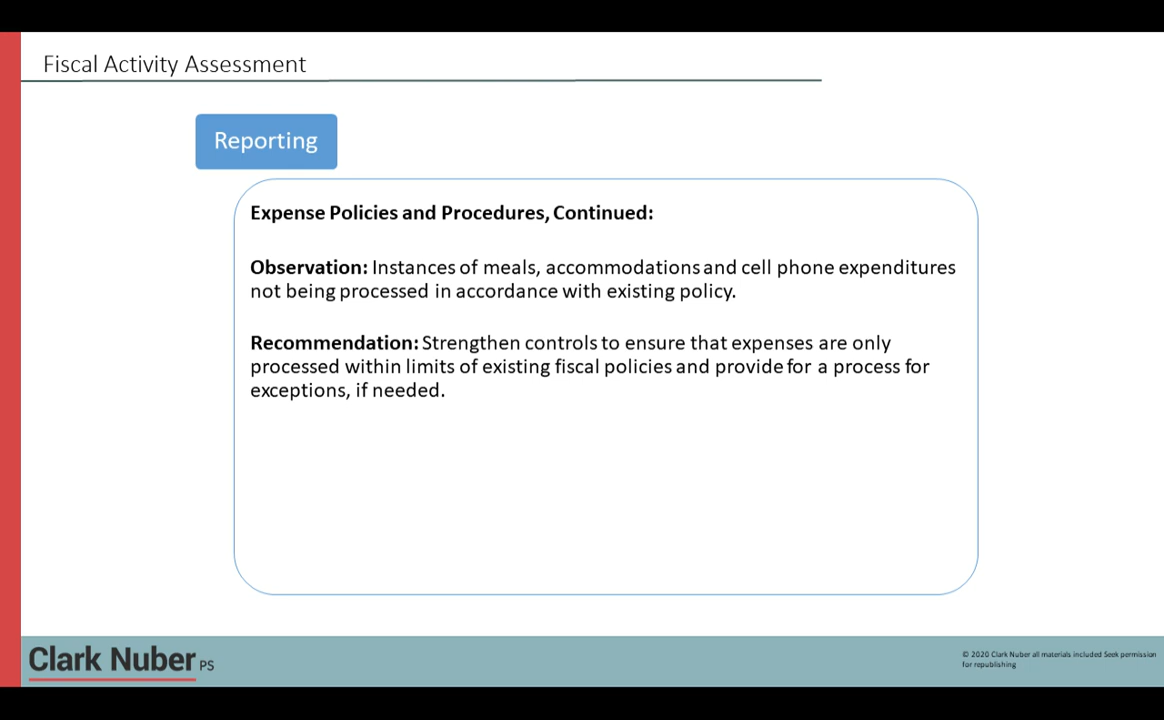 Fiscal Activity Assessment
Reporting
Expense Policies and Procedures, Continued:
Observation: Instances of meals, accommodations and cell phone expenditures
not being processed in accordance with existing policy.
Recommendation: Strengthen controls to ensure that expenses are only
processed within limits of existing fiscal policies and provide for a process for
exceptions, if needed.
Clark Nuber PS
© 2020 Clark Nuber all materials included Seek permission
for republishing